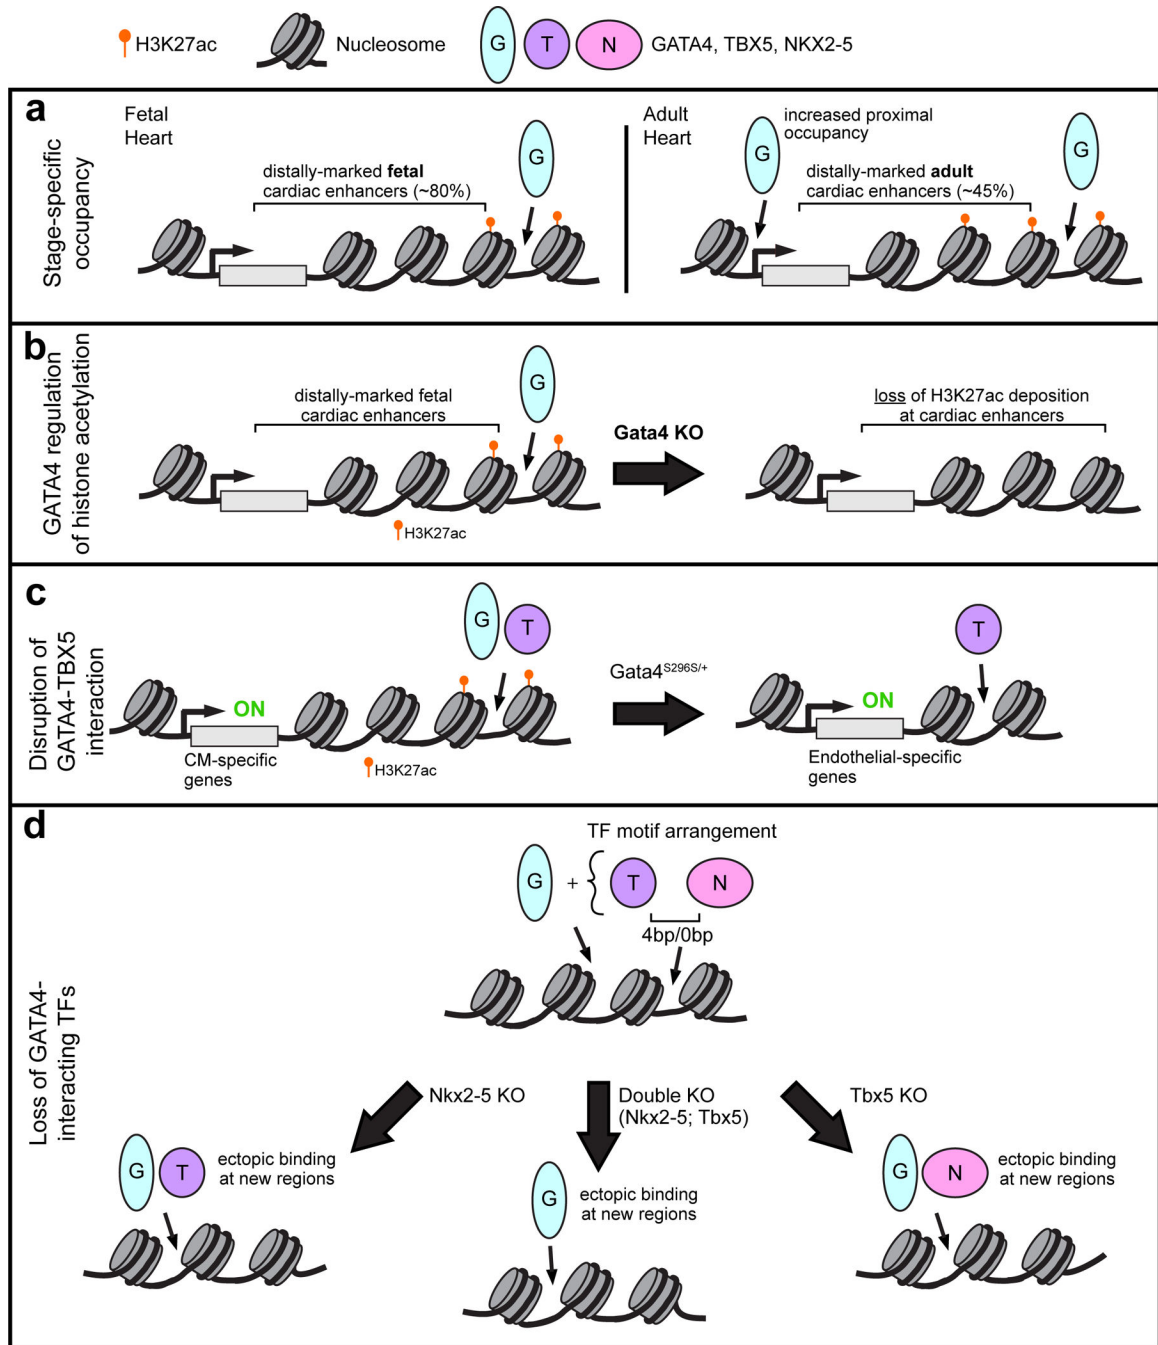 H3K27ac
Nucleosome
G
T
N
GATA4, TBX5, NKX2-5
a
Stage-specific
occupancy
Fetal
Heart
distally-marked fetal
cardiac enhancers (~80%)
G
Adult
Heart
G
increased proximal
occupancy
distally-marked adult
cardiac enhancers (~45%)
G
b
GATA4 regulation
of histone acetylation
distally-marked fetal
cardiac enhancers
G
H3K27ac
Gata4 KO
loss of H3K27ac deposition
at cardiac enhancers
c
Disruption of
GATA4-TBX5
interaction
G
T
ON
CM-specific
genes
H3K27ac
Gata4S296S/+
T
ON
Endothelial-specific
genes
d
Loss of GATA4-
interacting TFs
TF motif arrangement
G
+
T
N
4bp/0bp
Nkx2-5 KO
Double KO
(Nkx2-5; Tbx5)
Tbx5 KO
G
T
ectopic binding
at new regions
G
ectopic binding
at new regions
G
N
ectopic binding
at new regions